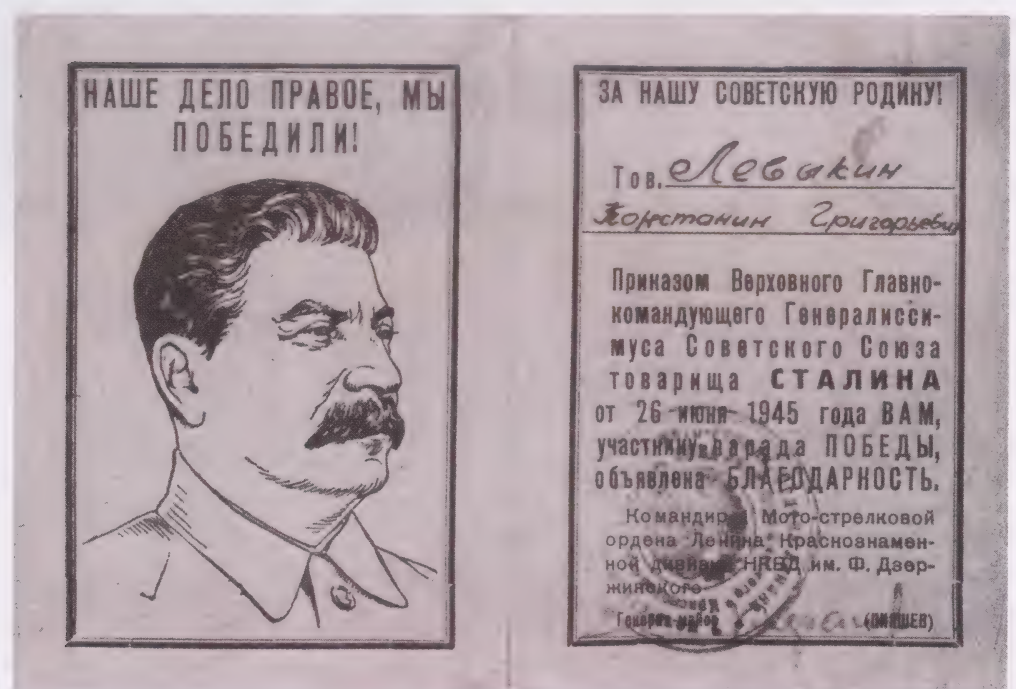 НАШЕ ДЕЛО ПРАВОЕ, МЫ
ПОБЕДИЛИ!
ЗА НАШУ СОВЕТСКУЮ РОДИНУ!
Тов. Левыкин
Констанин Григорьевич
Приказом Верховного Главно-
командующего Генералисси-
муса Советского Союза
товарища СТАЛИНА
от 26 июня 1945 года ВАМ,
участнику парада ПОБЕДЫ,
объявлена БЛАГОДАРНОСТЬ.
Командир Мото-стрелковой
ордена Ленина Краснознамен-
ной дивизии НКВД им. Ф. Дзер-
жинского
Генерал-майор (ПИЯШЕВ)